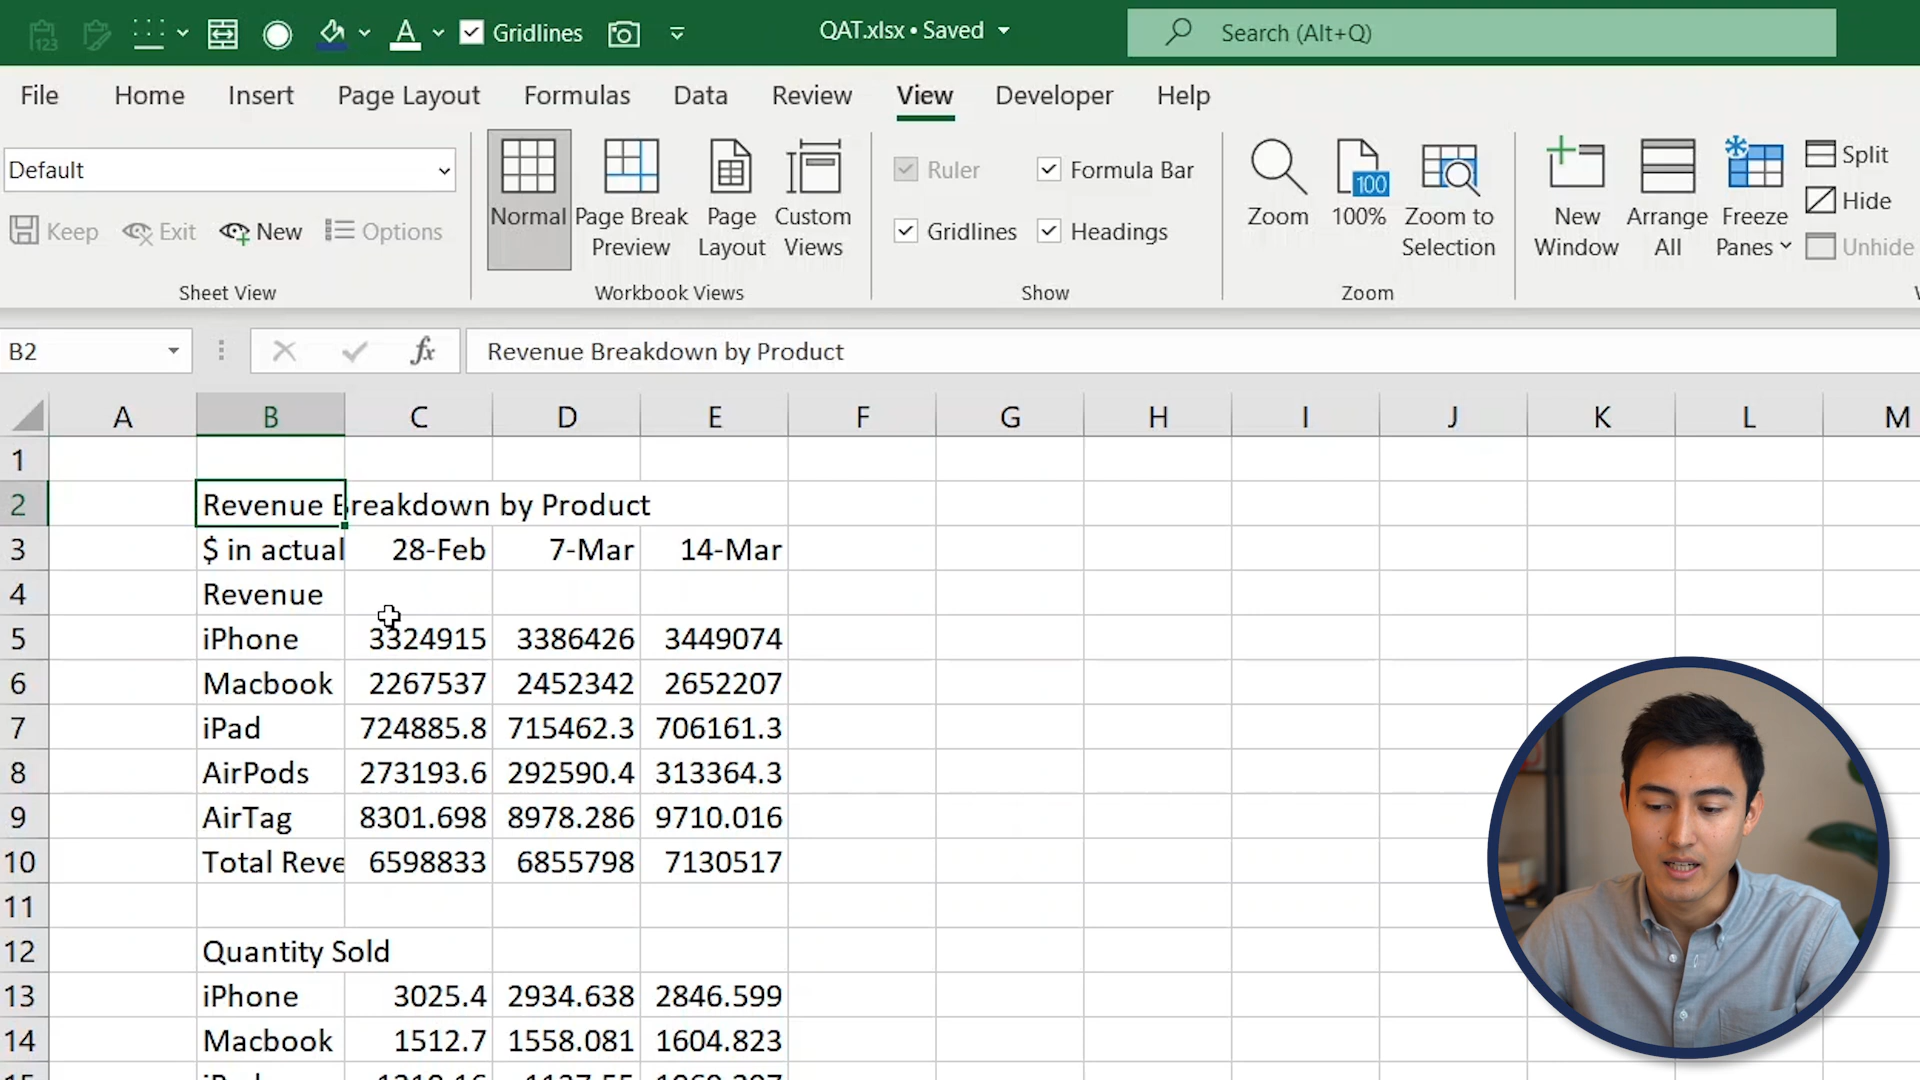 123 A Gridlines QAT.xlsx • Saved Search (Alt+Q)
File Home Insert Page Layout Formulas Data Review View Developer Help
Default
Keep Exit New Options
Sheet View
Normal Page Break Preview Page Layout Custom Views
Workbook Views
Ruler Formula Bar
Gridlines Headings
Show
Zoom 100 100% Zoom to Selection
Zoom
New Window Arrange All Freeze Panes
Split
Hide
Unhide
B2 fx Revenue Breakdown by Product
A B C D E F G H I J K L M
1
2 Revenue Breakdown by Product
3 $ in actual 28-Feb 7-Mar 14-Mar
4 Revenue
5 iPhone 3324915 3386426 3449074
6 Macbook 2267537 2452342 2652207
7 iPad 724885.8 715462.3 706161.3
8 AirPods 273193.6 292590.4 313364.3
9 AirTag 8301.698 8978.286 9710.016
10 Total Reve 6598833 6855798 7130517
11
12 Quantity Sold
13 iPhone 3025.4 2934.638 2846.599
14 Macbook 1512.7 1558.081 1604.823